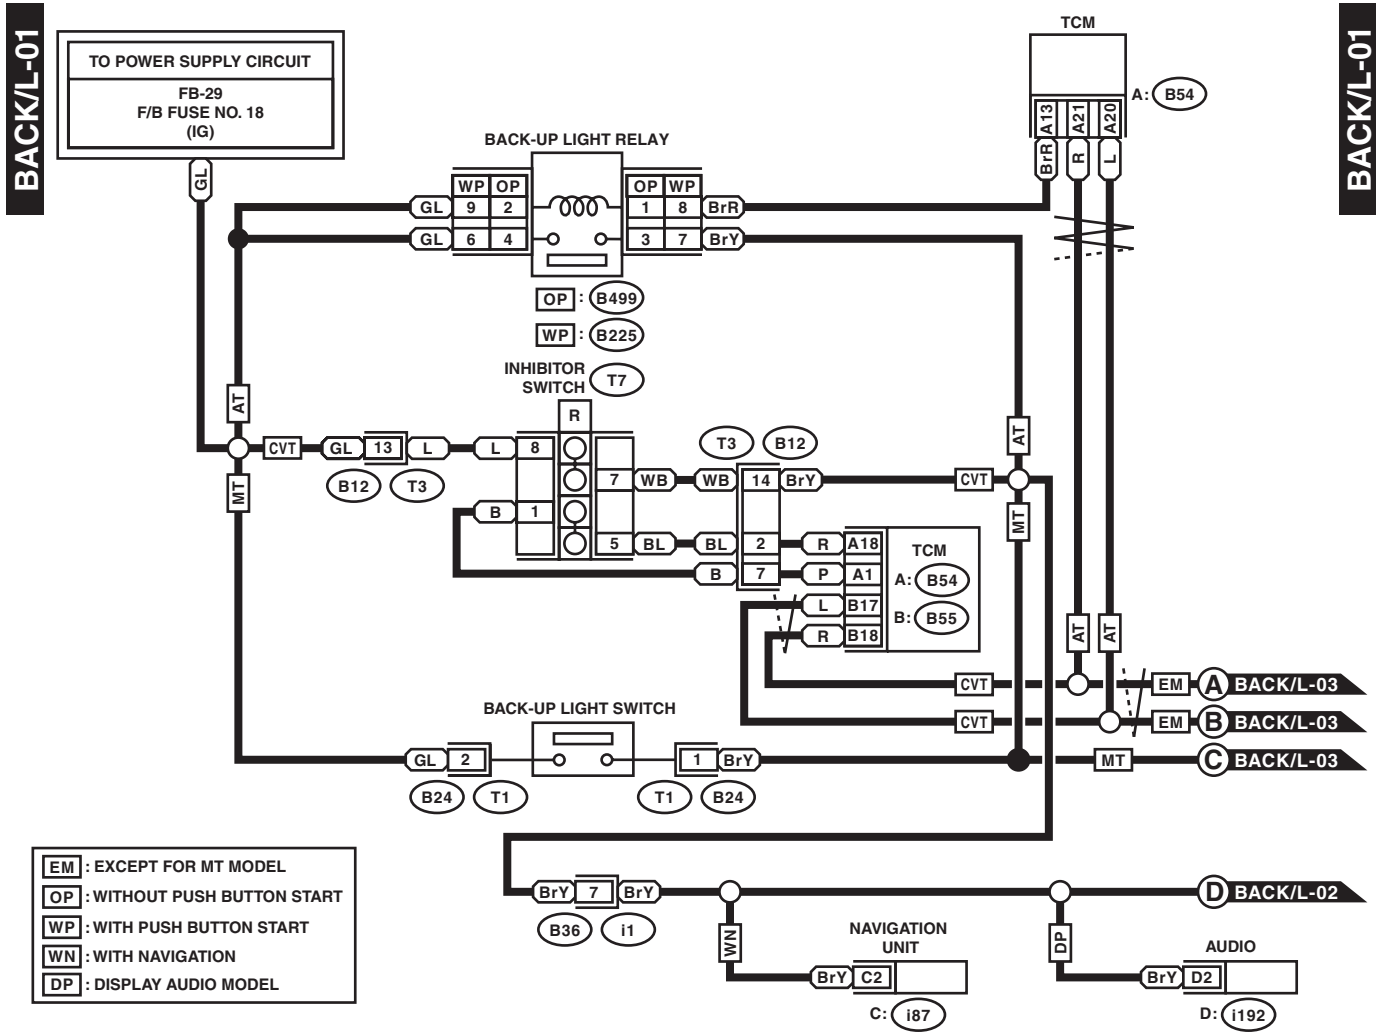 BACK/L-01
BACK/L-01
TO POWER SUPPLY CIRCUIT
FB-29
F/B FUSE NO. 18
(IG)
GL
TCM
A: B54
A13 A21 A20
BrR R L
BACK-UP LIGHT RELAY
WP OP OP WP
GL 9 2 1 8 BrR
GL 6 4 3 7 BrY
OP : B499
WP : B225
INHIBITOR
SWITCH
T7
R
AT
AT
CVT GL 13 L L 8
B12 T3
T3 B12
7 WB WB 14 BrY CVT
MT
MT
B 1
5 BL BL 2 R A18
B 7 P A1
L B17
R B18
TCM
A: B54
B: B55
AT AT
CVT EM A BACK/L-03
CVT EM B BACK/L-03
BACK-UP LIGHT SWITCH
GL 2 1 BrY MT C BACK/L-03
B24 T1 T1 B24
EM : EXCEPT FOR MT MODEL
OP : WITHOUT PUSH BUTTON START
WP : WITH PUSH BUTTON START
WN : WITH NAVIGATION
DP : DISPLAY AUDIO MODEL
BrY 7 BrY D BACK/L-02
B36 i1
WN
NAVIGATION
UNIT
BrY C2
C: i87
DP
AUDIO
BrY D2
D: i192